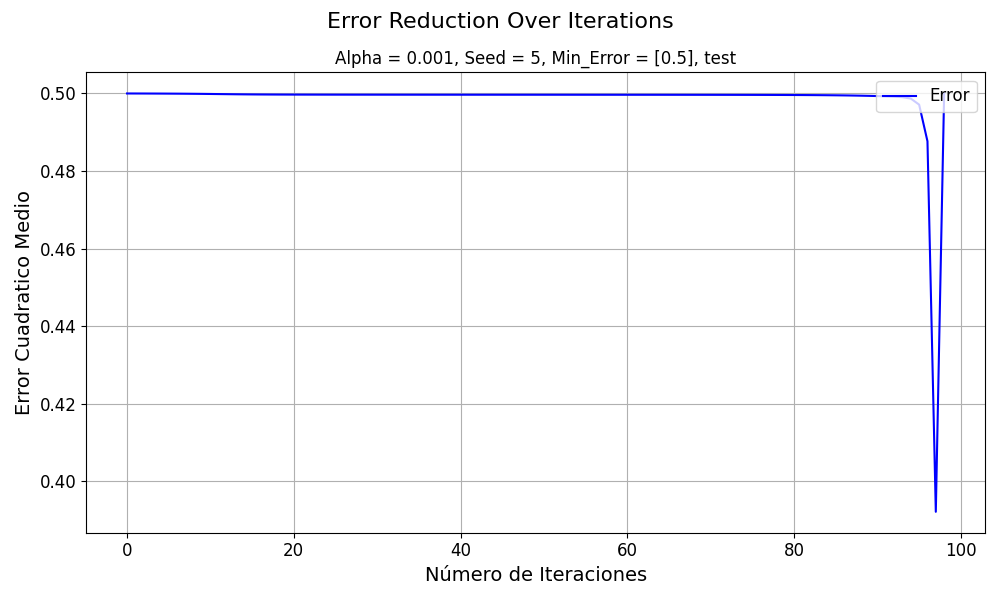 Error Reduction Over Iterations
Alpha = 0.001, Seed = 5, Min_Error = [0.5], test
Error
0.50
0.48
0.46
0.44
0.42
0.40
Error Cuadratico Medio
0 20 40 60 80 100
Número de Iteraciones